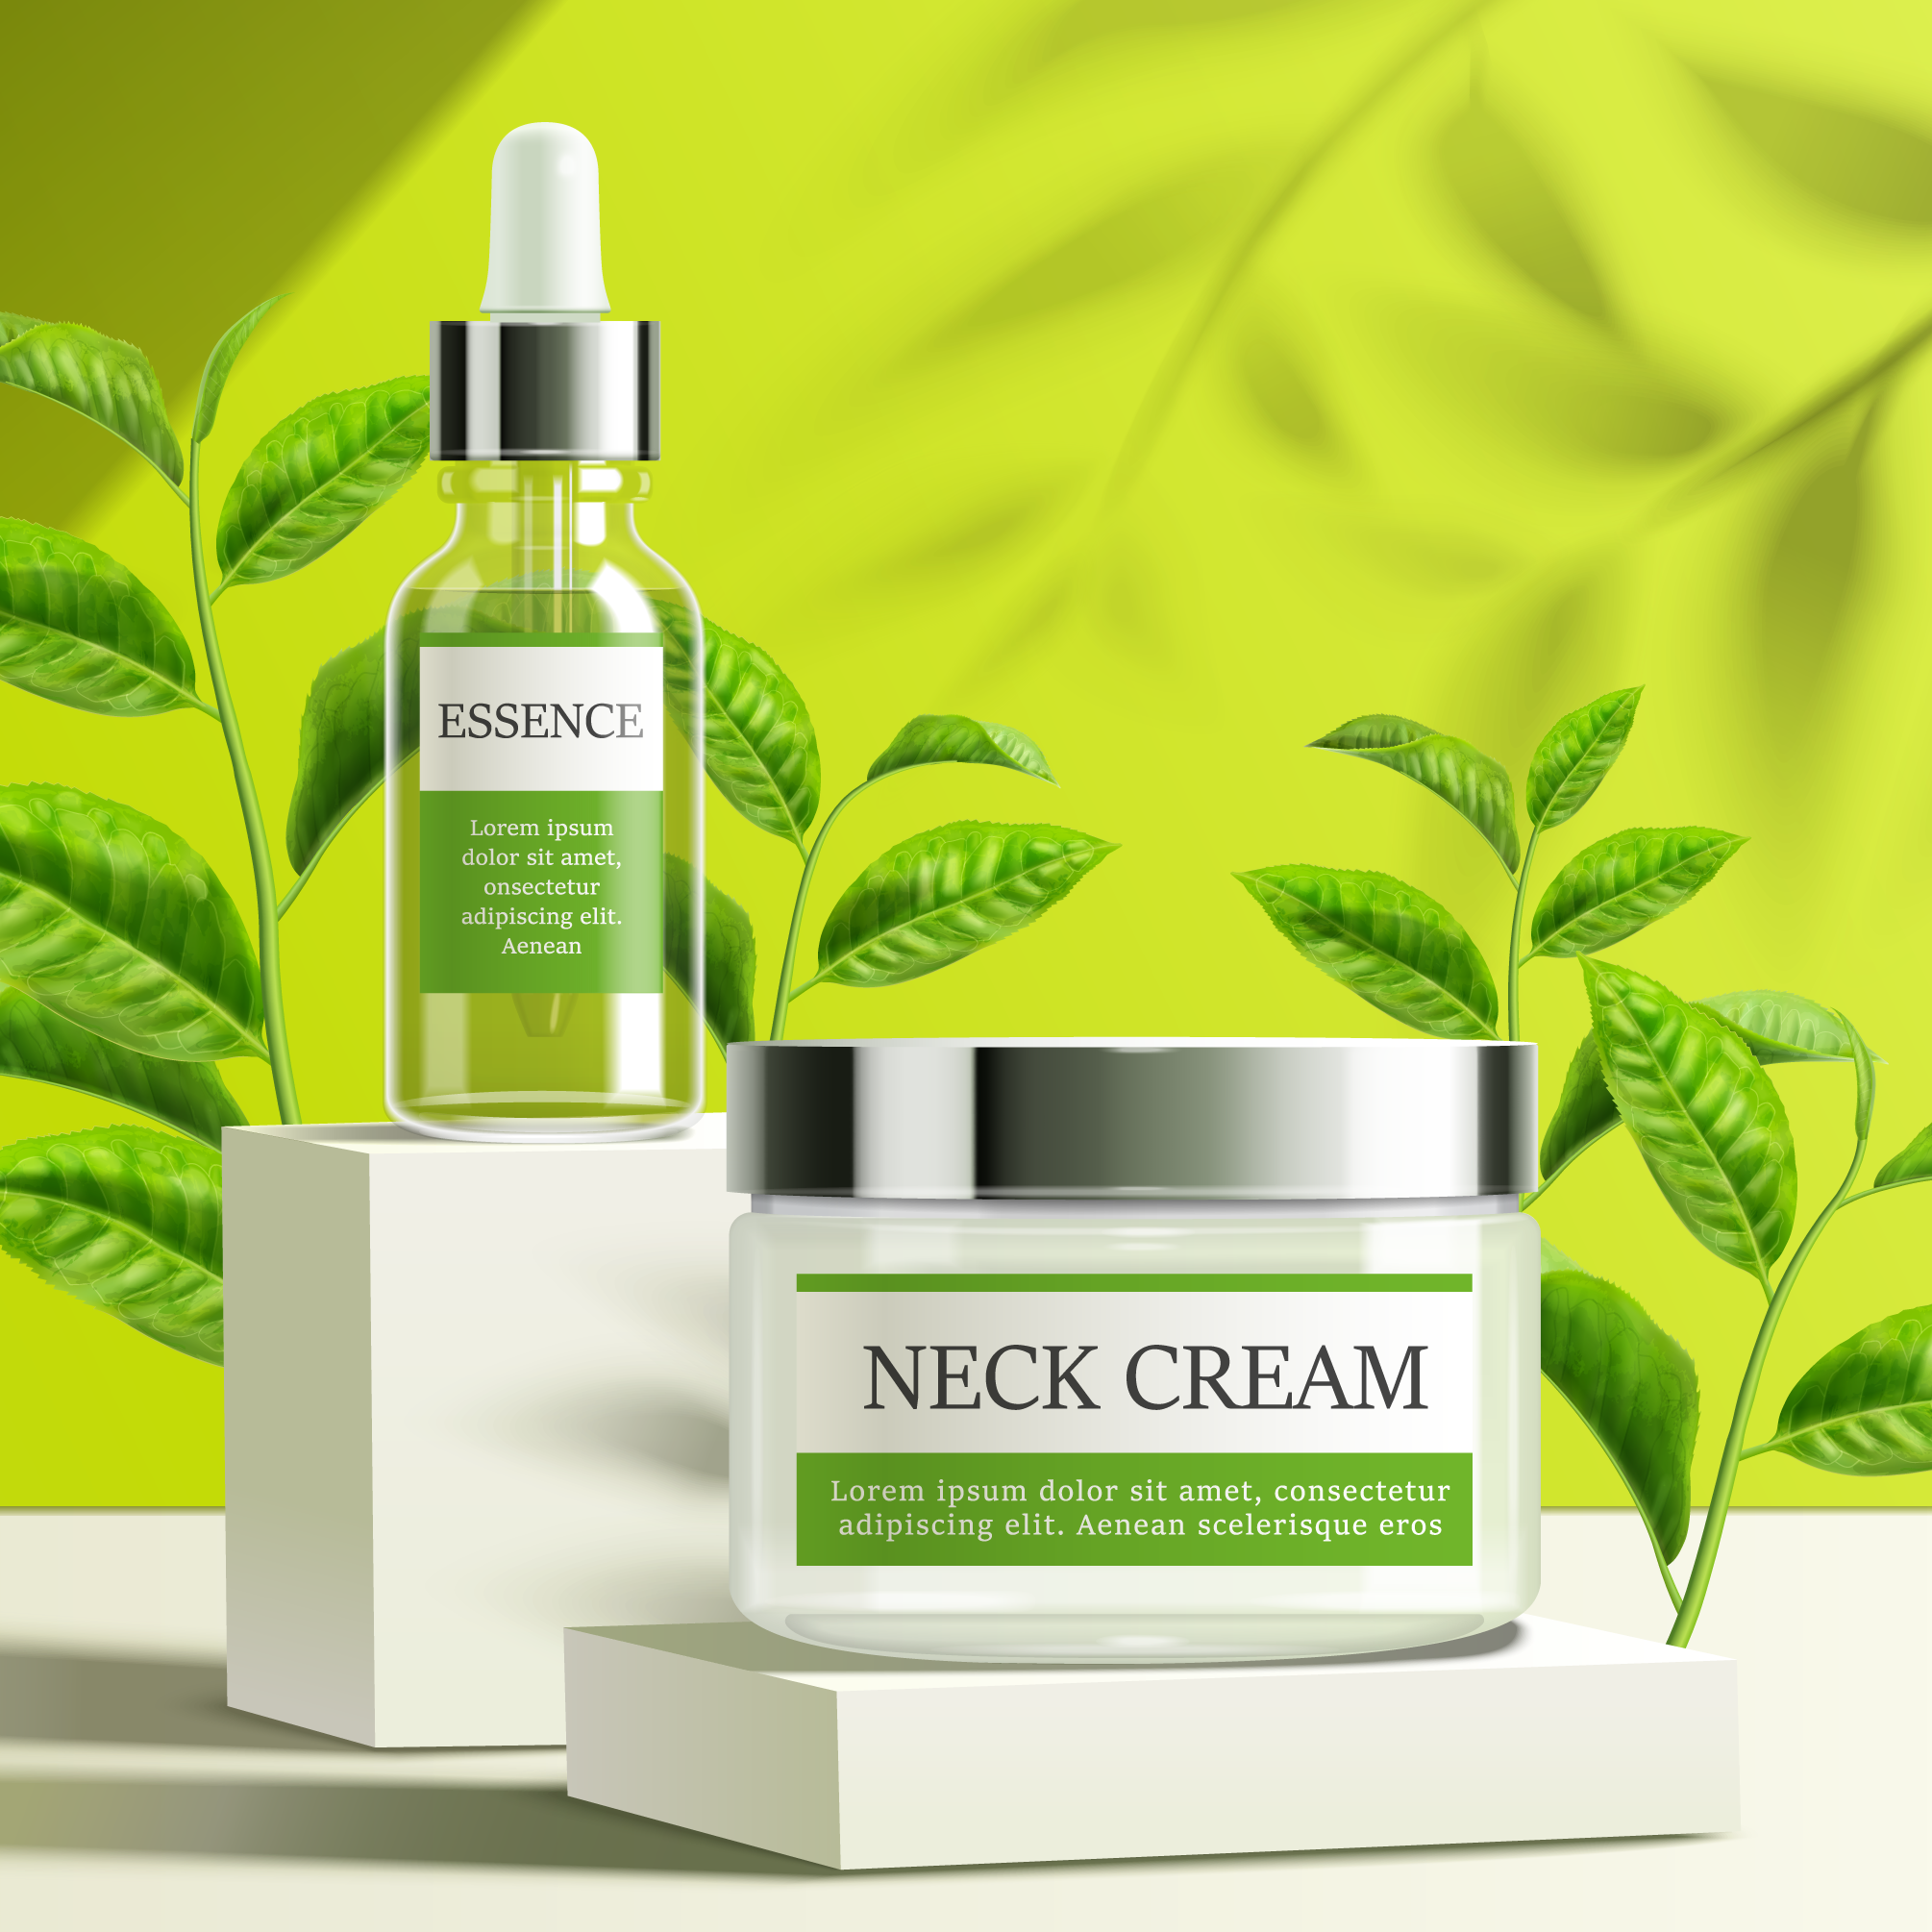 ESSENCE
Lorem ipsum
dolor sit amet,
onsectetur
adipiscing elit.
Aenean
NECK CREAM
Lorem ipsum dolor sit amet, consectetur
adipiscing elit. Aenean scelerisque eros